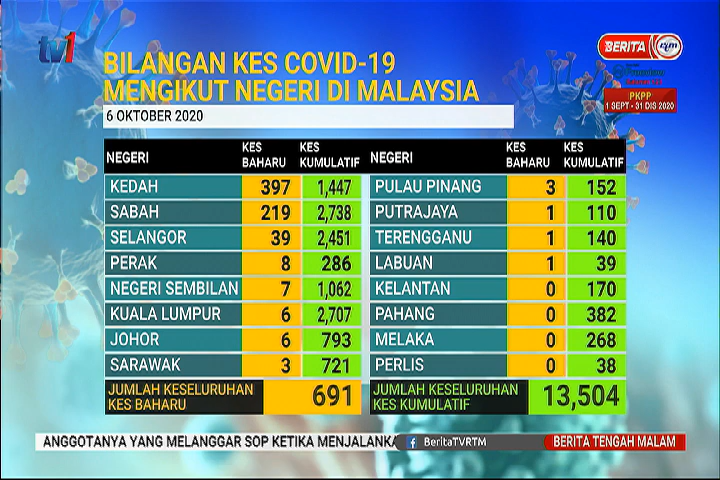 tv1
BERITA rtm
BILANGAN KES COVID-19
MENGIKUT NEGERI DI MALAYSIA
PKPP
1 SEPT - 31 DIS 2020
6 OKTOBER 2020
NEGERI KES BAHARU KES KUMULATIF NEGERI KES BAHARU KES KUMULATIF
KEDAH 397 1,447 PULAU PINANG 3 152
SABAH 219 2,738 PUTRAJAYA 1 110
SELANGOR 39 2,451 TERENGGANU 1 140
PERAK 8 286 LABUAN 1 39
NEGERI SEMBILAN 7 1,062 KELANTAN 0 170
KUALA LUMPUR 6 2,707 PAHANG 0 382
JOHOR 6 793 MELAKA 0 268
SARAWAK 3 721 PERLIS 0 38
JUMLAH KESELURUHAN KES BAHARU 691 JUMLAH KESELURUHAN KES KUMULATIF 13,504
ANGGOTANYA YANG MELANGGAR SOP KETIKA MENJALANKA
BeritaTVRTM
BERITA TENGAH MALAM